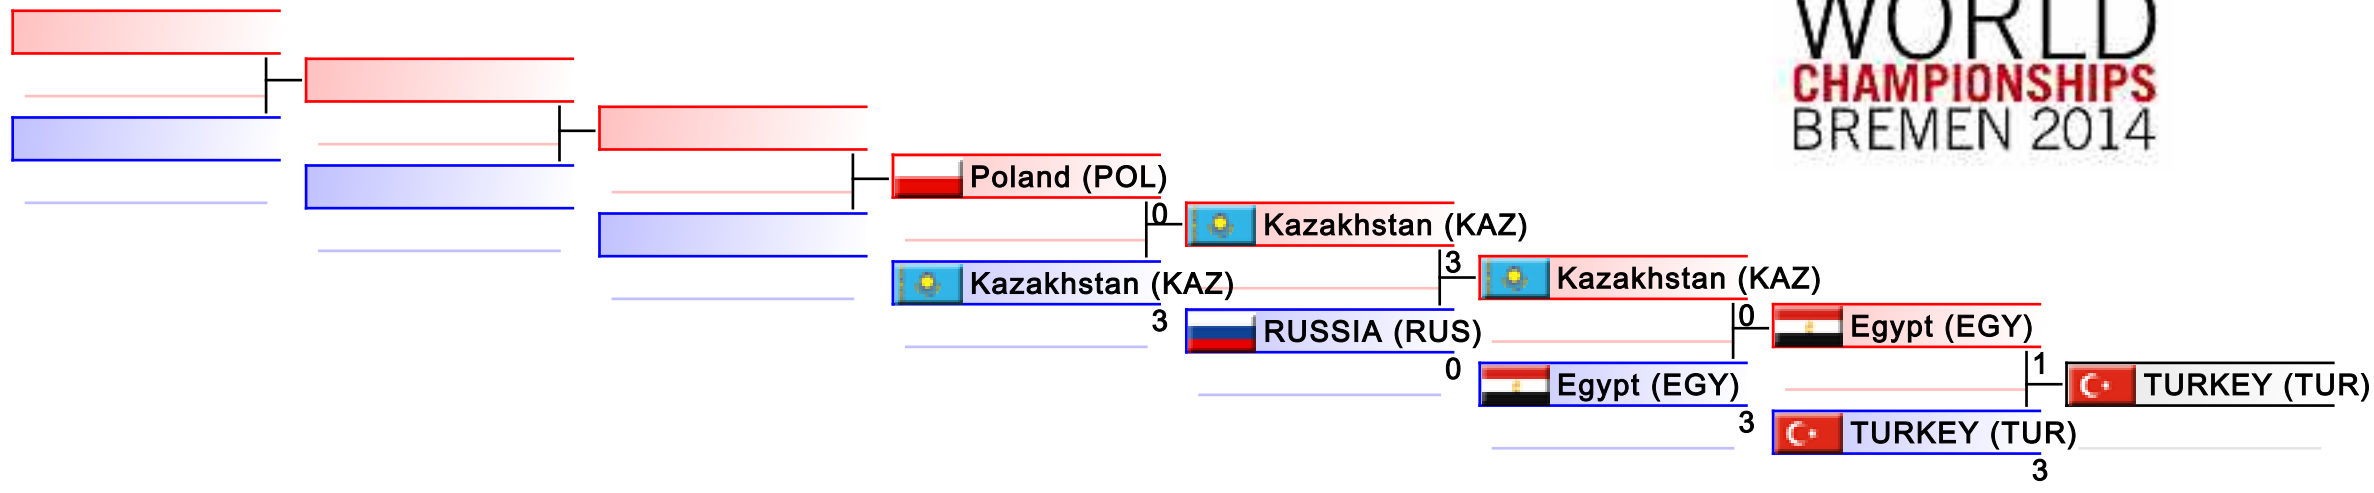 WORLD
CHAMPIONSHIPS
BREMEN 2014
Poland (POL)
0
Kazakhstan (KAZ)
3
Kazakhstan (KAZ)
3
RUSSIA (RUS)
0
Kazakhstan (KAZ)
0
Egypt (EGY)
3
Egypt (EGY)
1
TURKEY (TUR)
3
TURKEY (TUR)